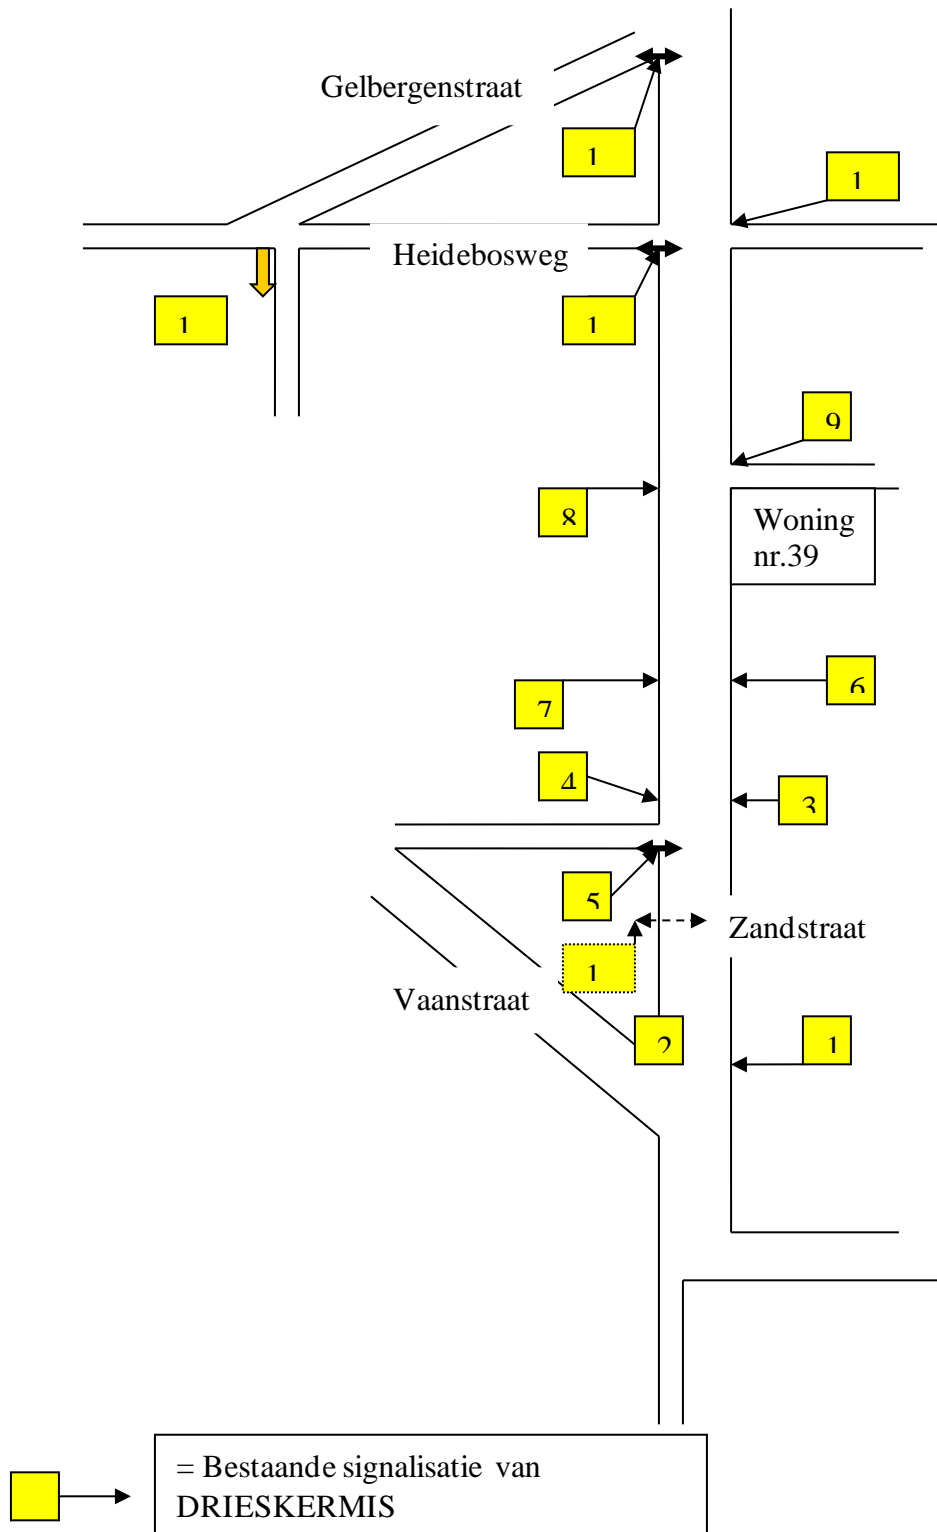 Gelbergenstraat
1
1
Heidebosweg
1
1
9
8
Woning
nr.39
6
7
4
3
5
Zandstraat
1
Vaanstraat
2
1
= Bestaande signalisatie van
DRIESKERMIS